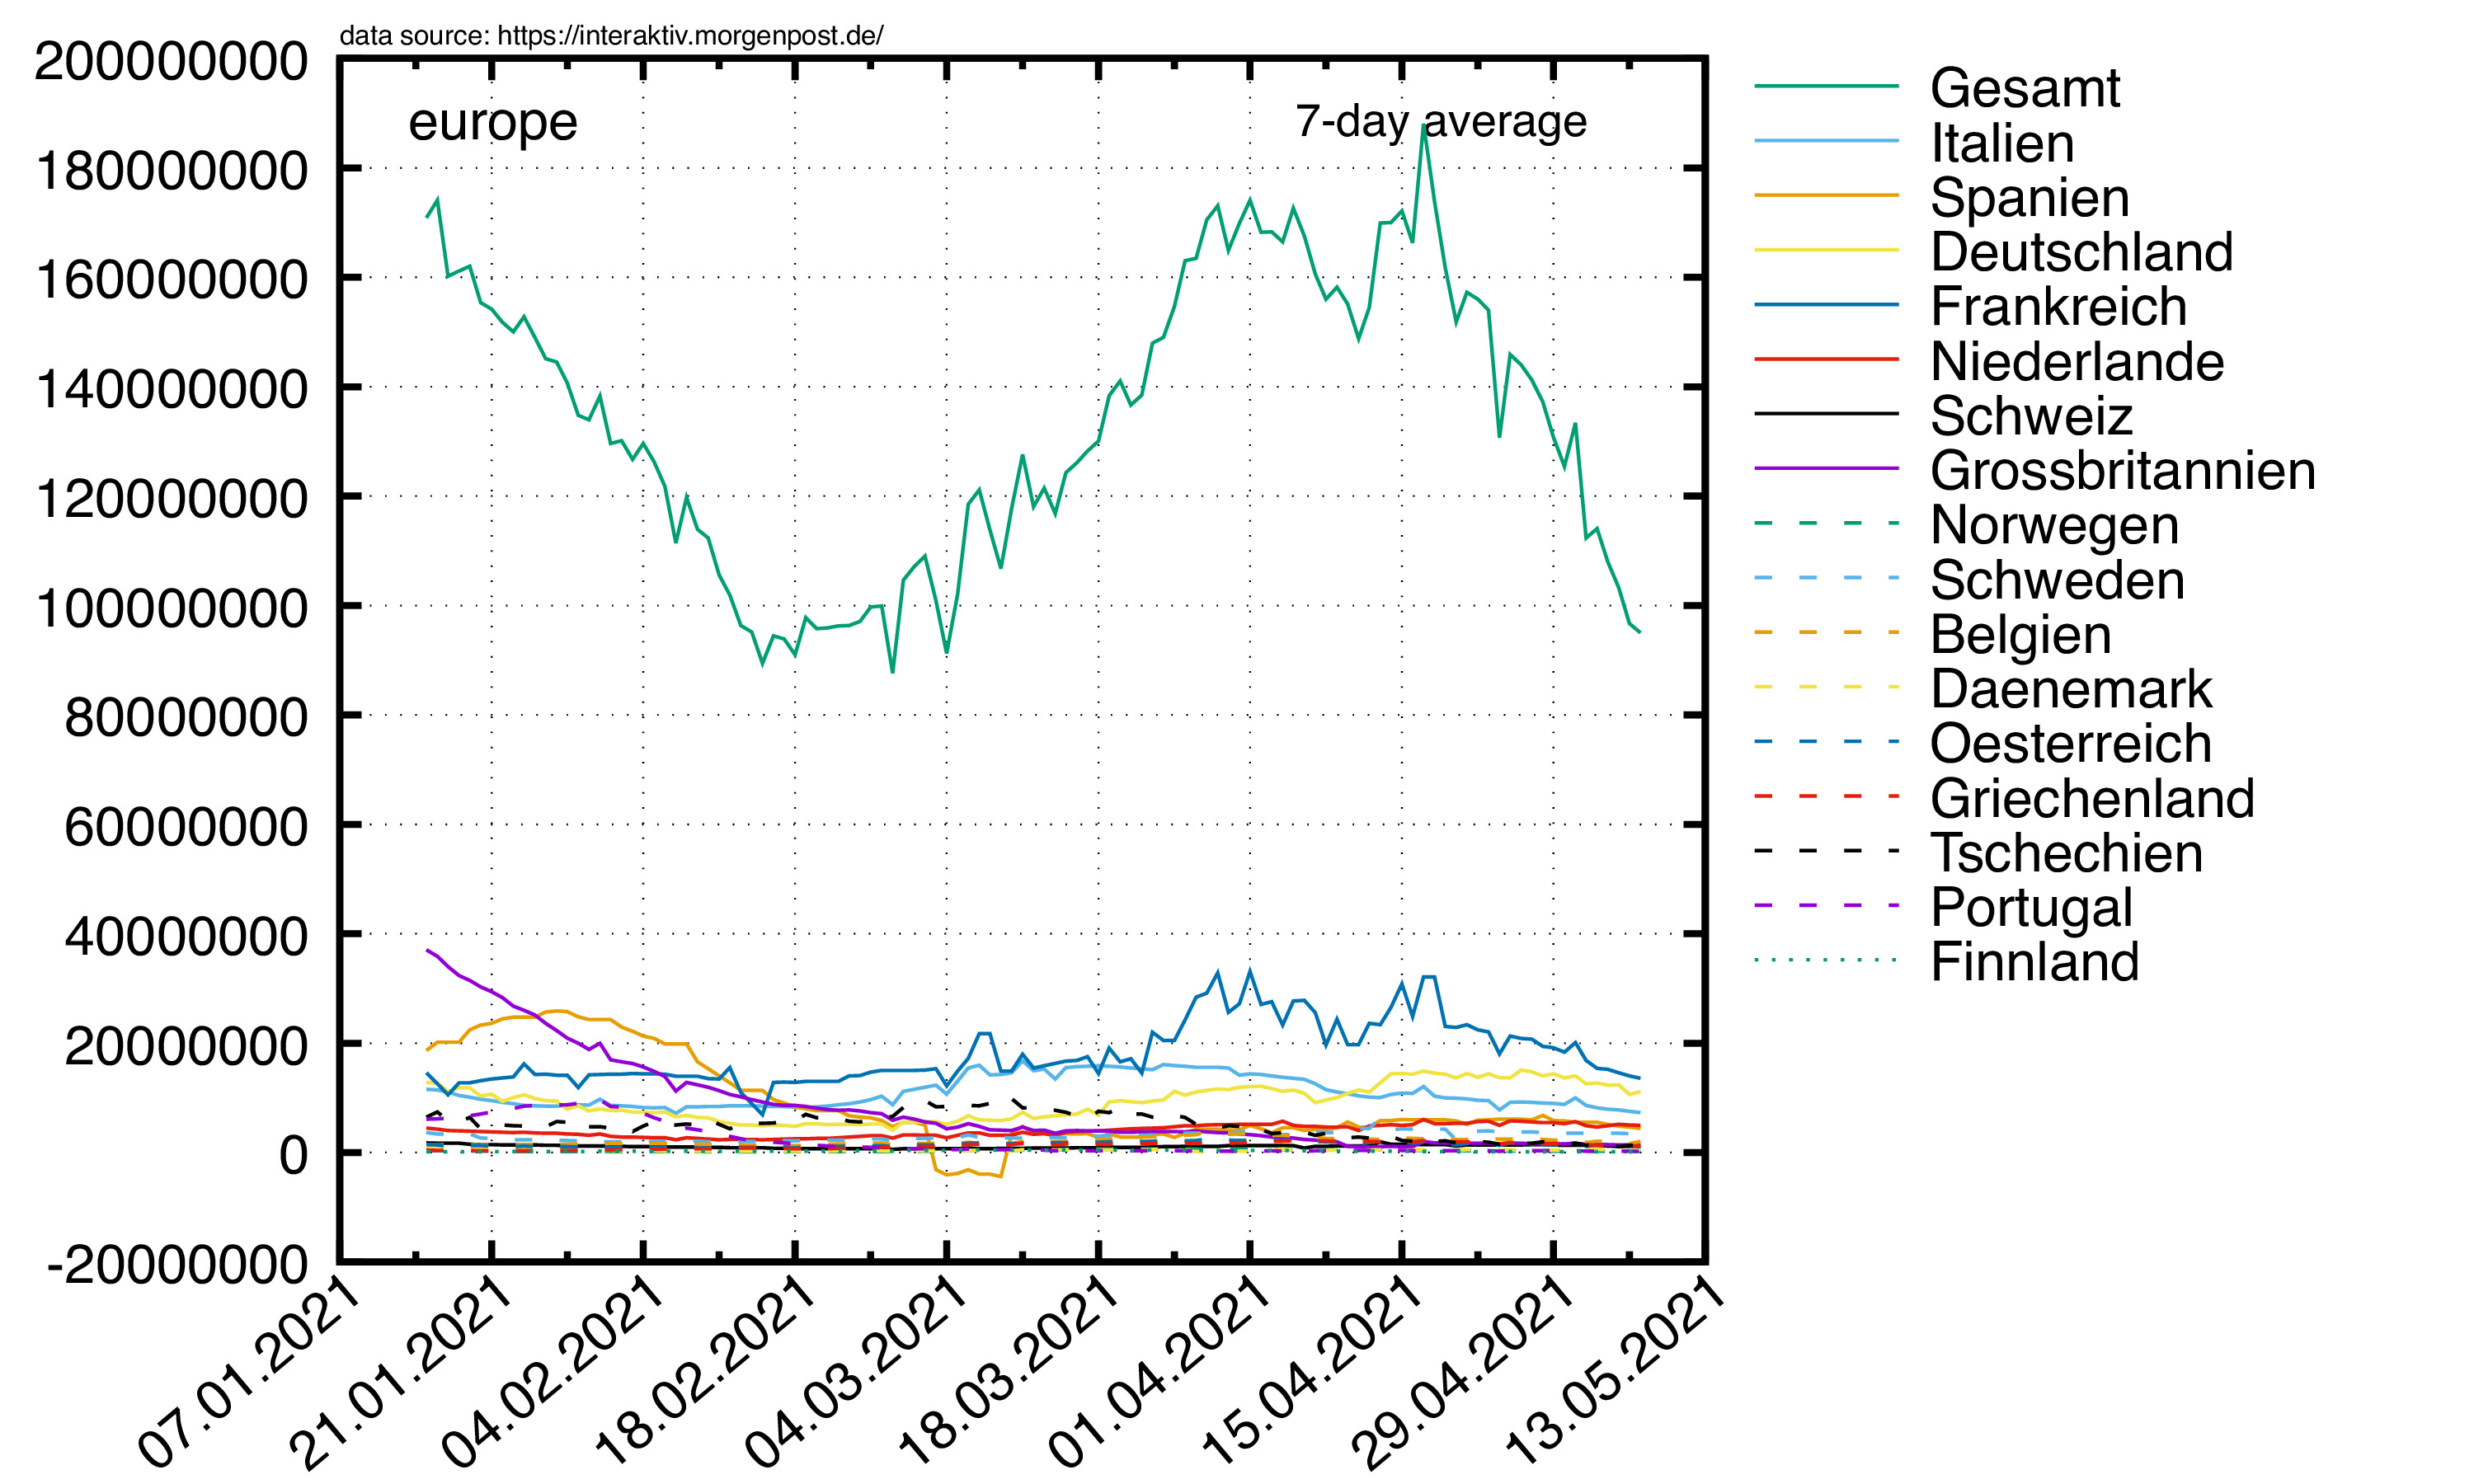 data source: https://interaktiv.morgenpost.de/
europe
7-day average
200000000
180000000
160000000
140000000
120000000
100000000
80000000
60000000
40000000
20000000
0
-20000000
07.01.2021
21.01.2021
04.02.2021
18.02.2021
04.03.2021
18.03.2021
01.04.2021
15.04.2021
29.04.2021
13.05.2021
Gesamt
Italien
Spanien
Deutschland
Frankreich
Niederlande
Schweiz
Grossbritannien
Norwegen
Schweden
Belgien
Daenemark
Oesterreich
Griechenland
Tschechien
Portugal
Finnland